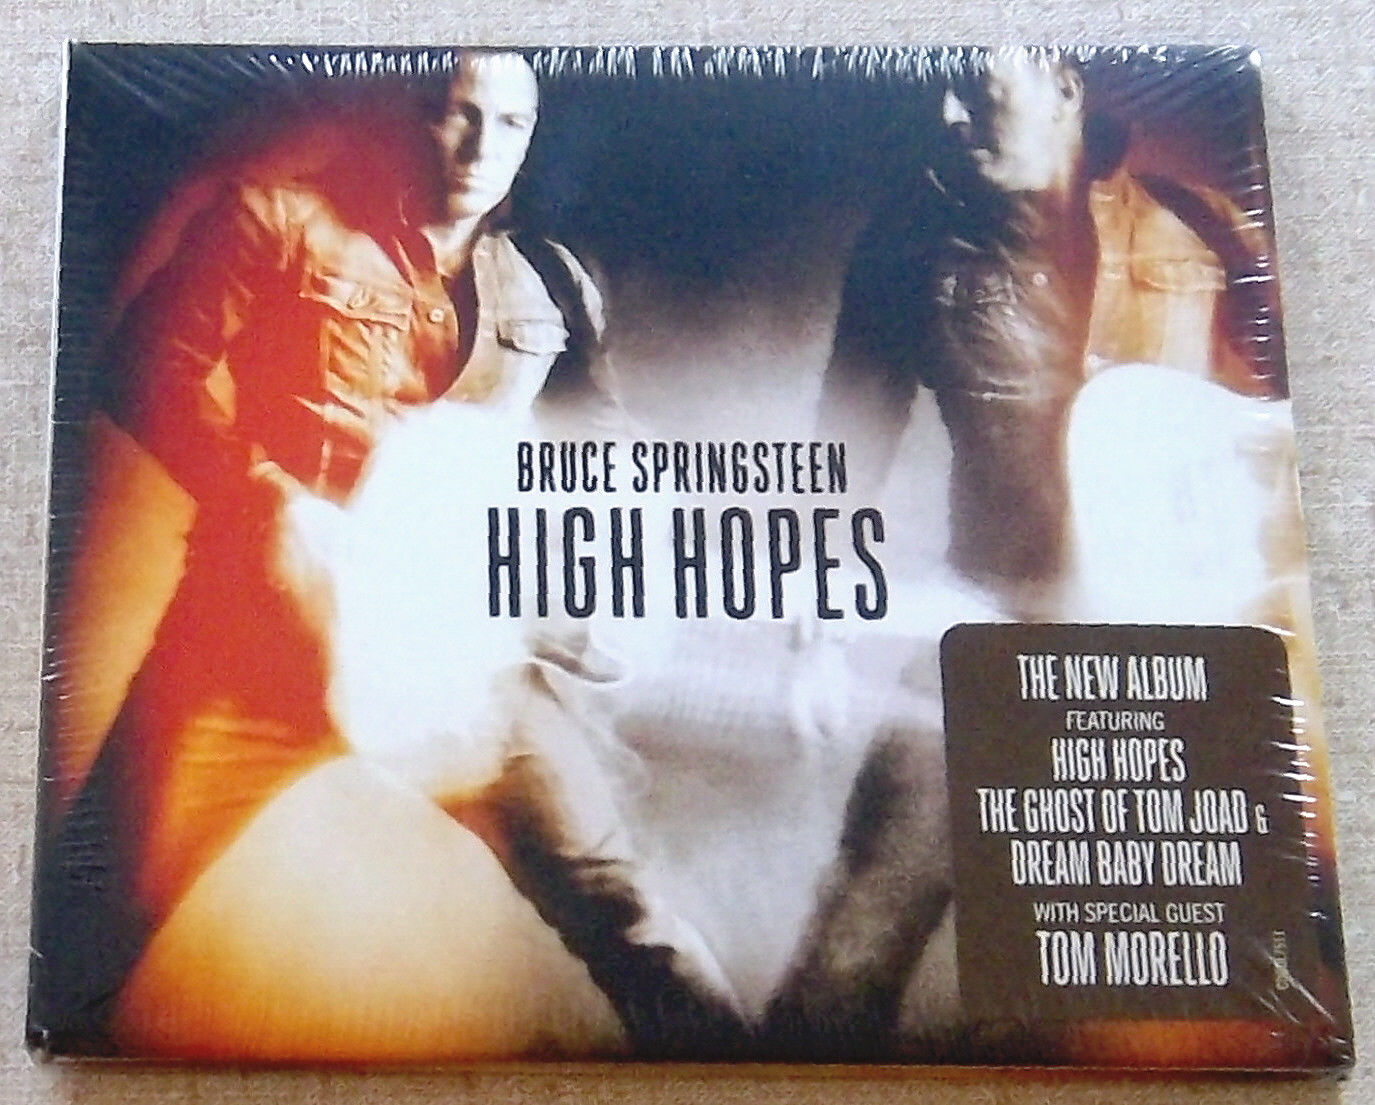 BRUCE SPRINGSTEEN
HIGH HOPES
THE NEW ALBUM
FEATURING
HIGH HOPES
THE GHOST OF TOM JOAD &
DREAM BABY DREAM
WITH SPECIAL GUEST
TOM MORELLO